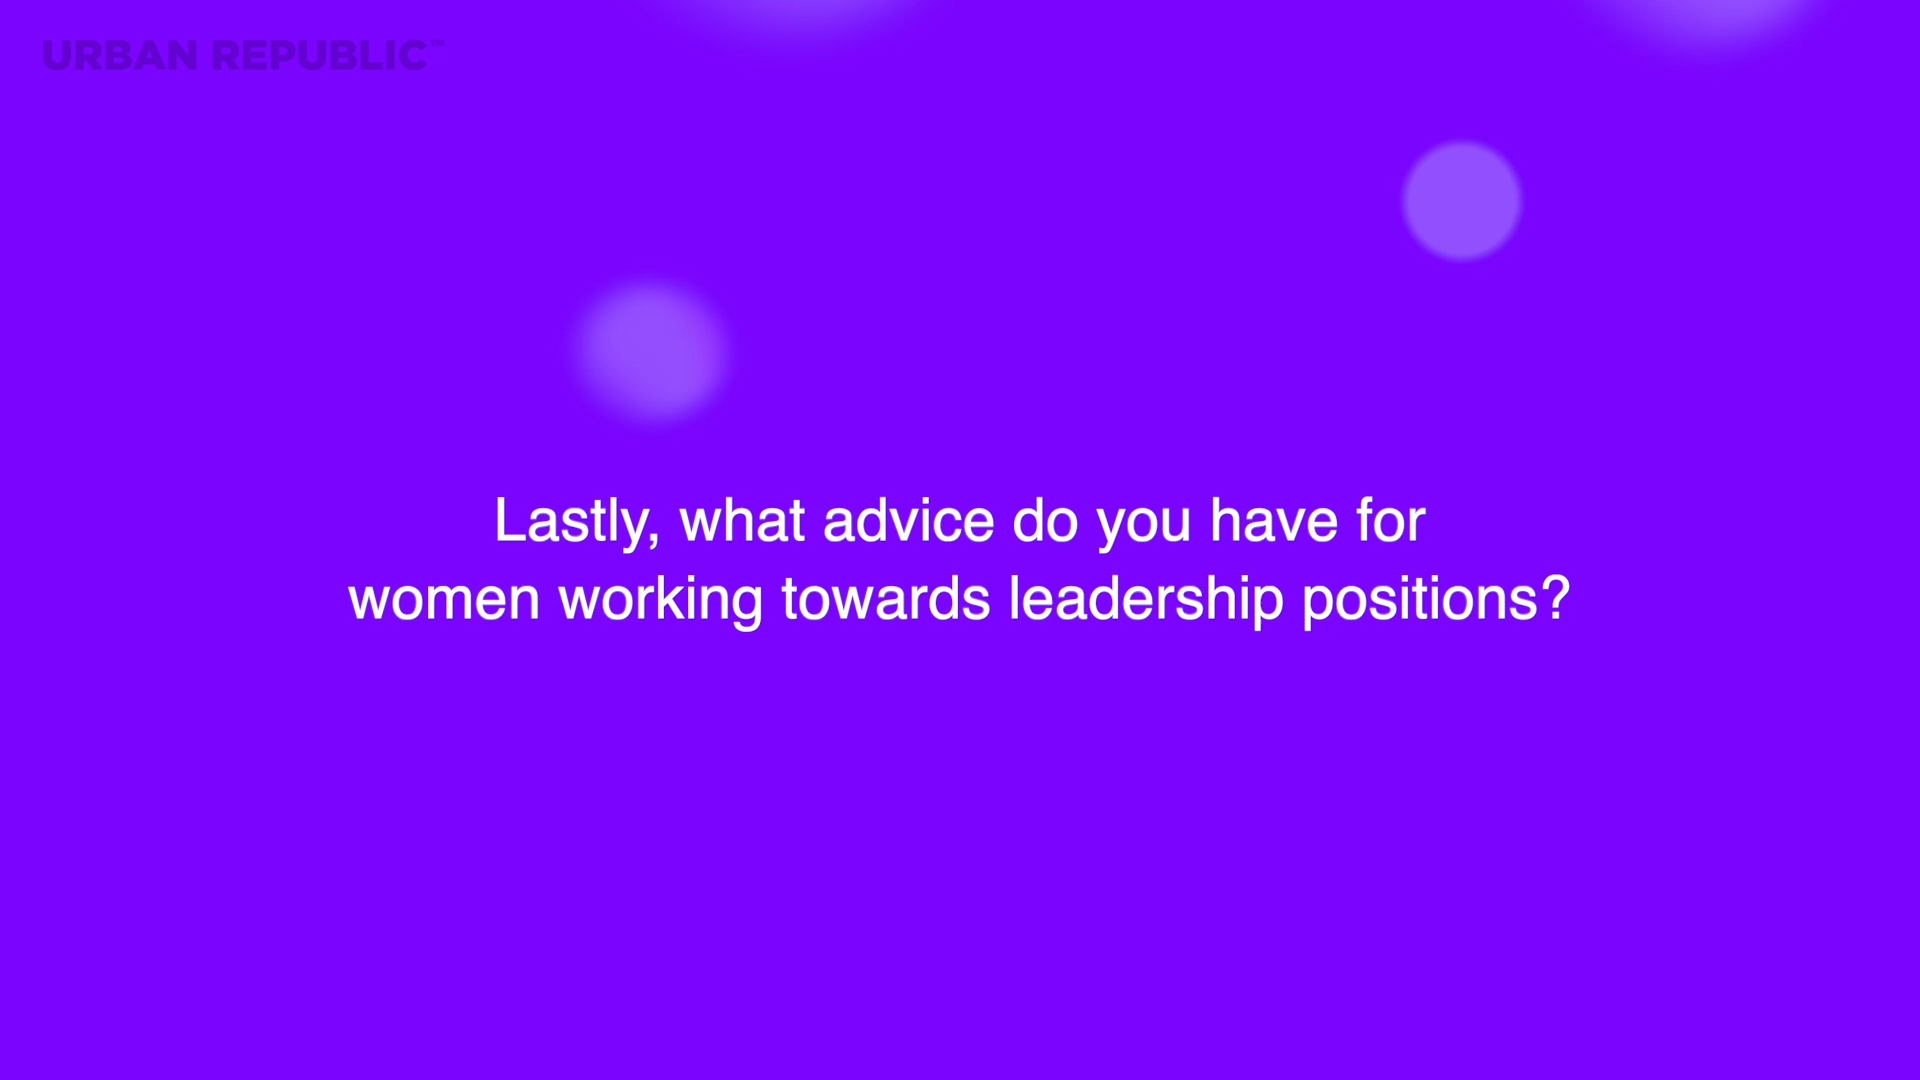 URBAN REPUBLIC™
Lastly, what advice do you have for
women working towards leadership positions?